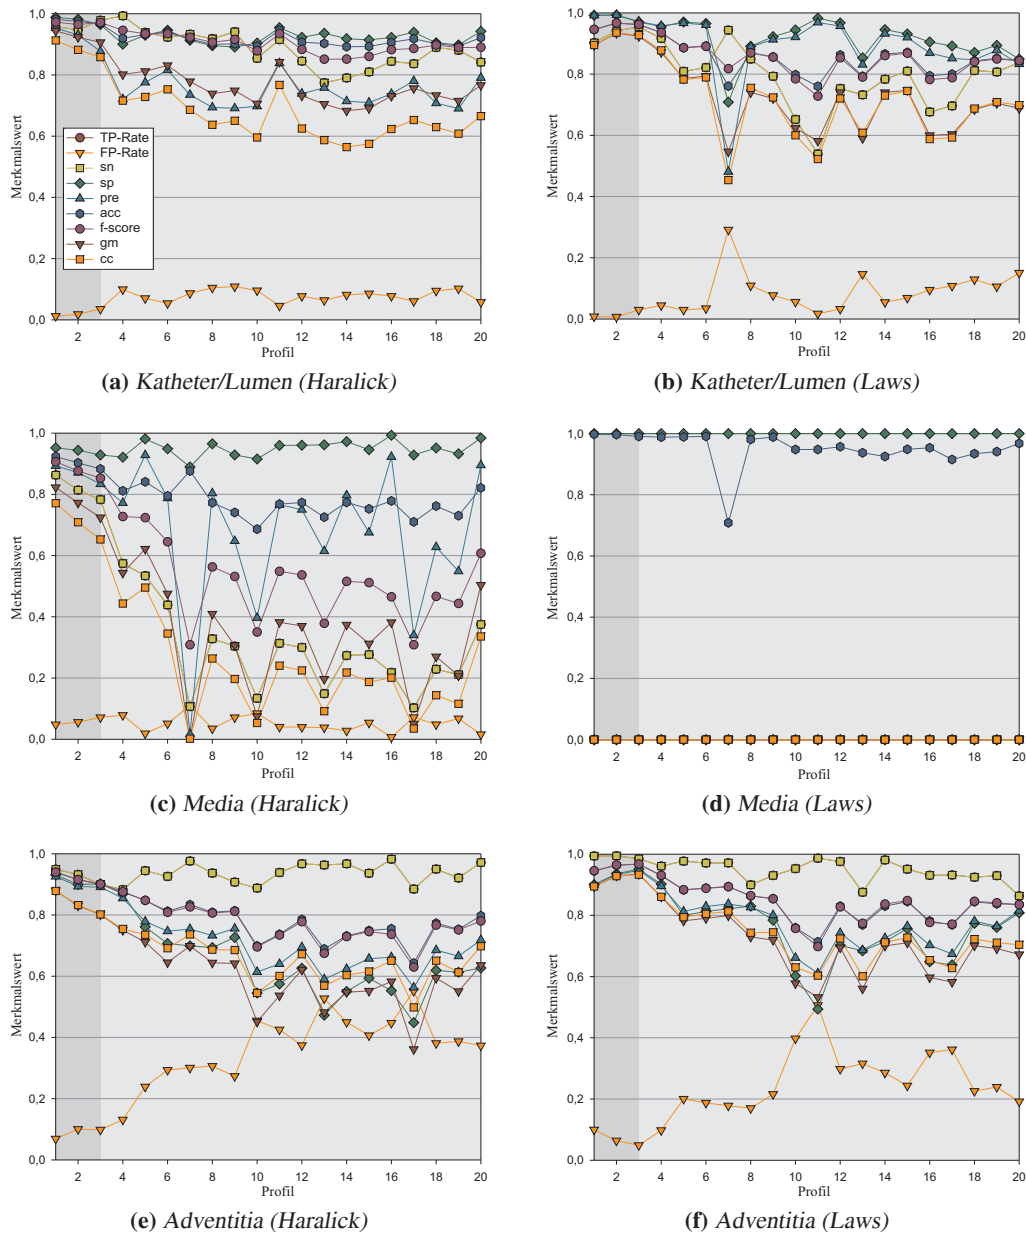 1,0
0,8
0,6
0,4
0,2
0,0
Merkmalswert
TP-Rate
FP-Rate
sn
sp
pre
acc
f-score
gm
cc
2 4 6 8 10 12 14 16 18 20
Profil
(a) Katheter/Lumen (Haralick)
1,0
0,8
0,6
0,4
0,2
0,0
Merkmalswert
2 4 6 8 10 12 14 16 18 20
Profil
(b) Katheter/Lumen (Laws)
1,0
0,8
0,6
0,4
0,2
0,0
Merkmalswert
2 4 6 8 10 12 14 16 18 20
Profil
(c) Media (Haralick)
1,0
0,8
0,6
0,4
0,2
0,0
Merkmalswert
2 4 6 8 10 12 14 16 18 20
Profil
(d) Media (Laws)
1,0
0,8
0,6
0,4
0,2
0,0
Merkmalswert
2 4 6 8 10 12 14 16 18 20
Profil
(e) Adventitia (Haralick)
1,0
0,8
0,6
0,4
0,2
0,0
Merkmalswert
2 4 6 8 10 12 14 16 18 20
Profil
(f) Adventitia (Laws)